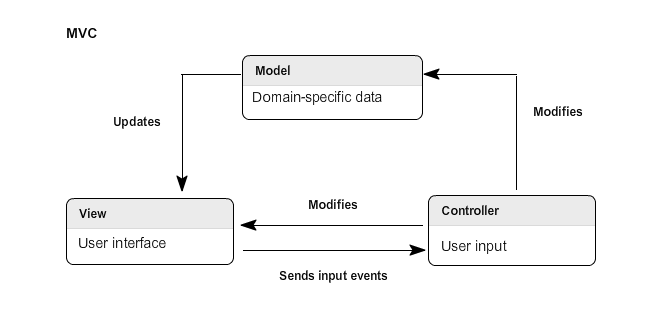 MVC
Model
Domain-specific data
Updates
Modifies
View
User interface
Modifies
Controller
User input
Sends input events